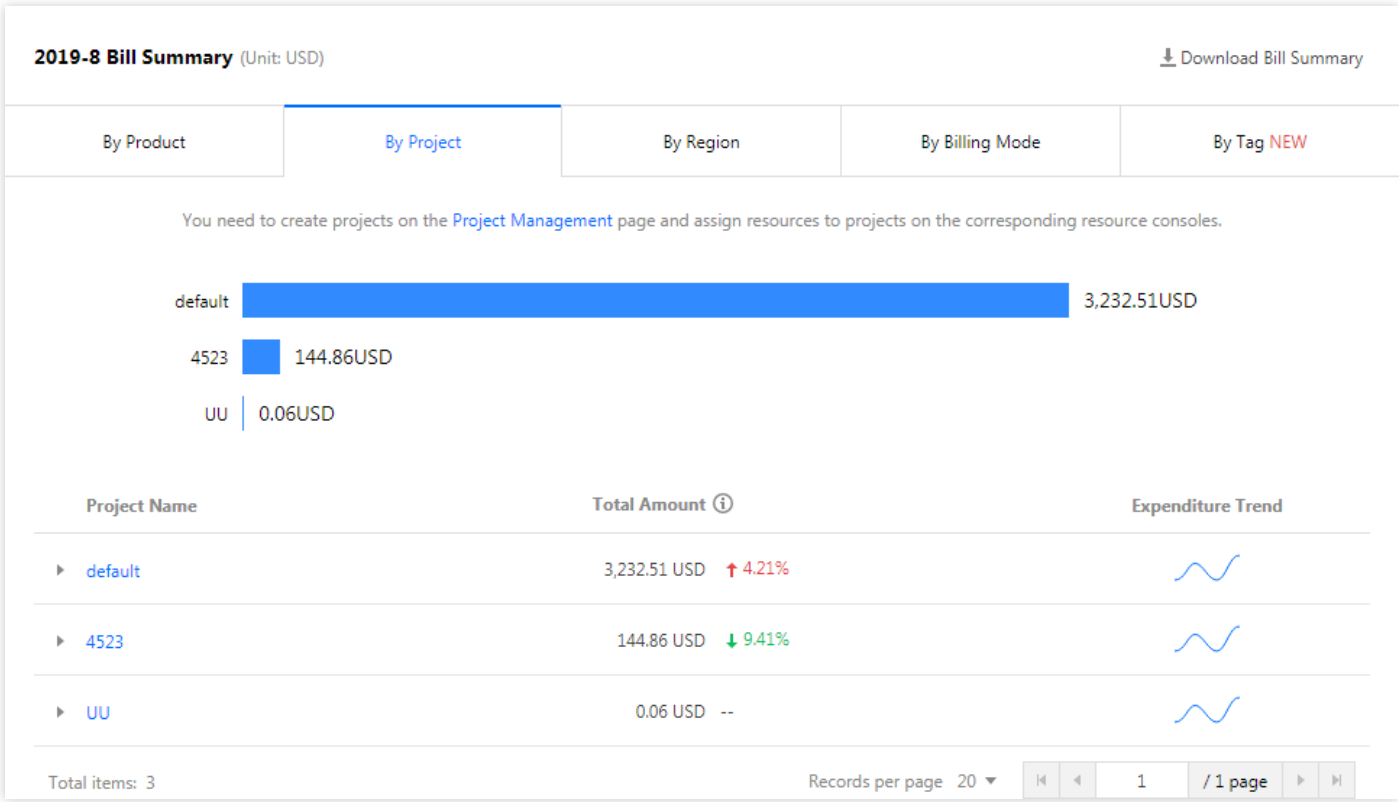 2019-8 Bill Summary (Unit: USD)
Download Bill Summary
By Product
By Project
By Region
By Billing Mode
By Tag NEW
You need to create projects on the Project Management page and assign resources to projects on the corresponding resource consoles.
default 3,232.51USD
4523 144.86USD
UU 0.06USD
Project Name Total Amount Expenditure Trend
default 3,232.51 USD 4.21%
4523 144.86 USD 9.41%
UU 0.06 USD --
Total items: 3 Records per page 20 1 / 1 page